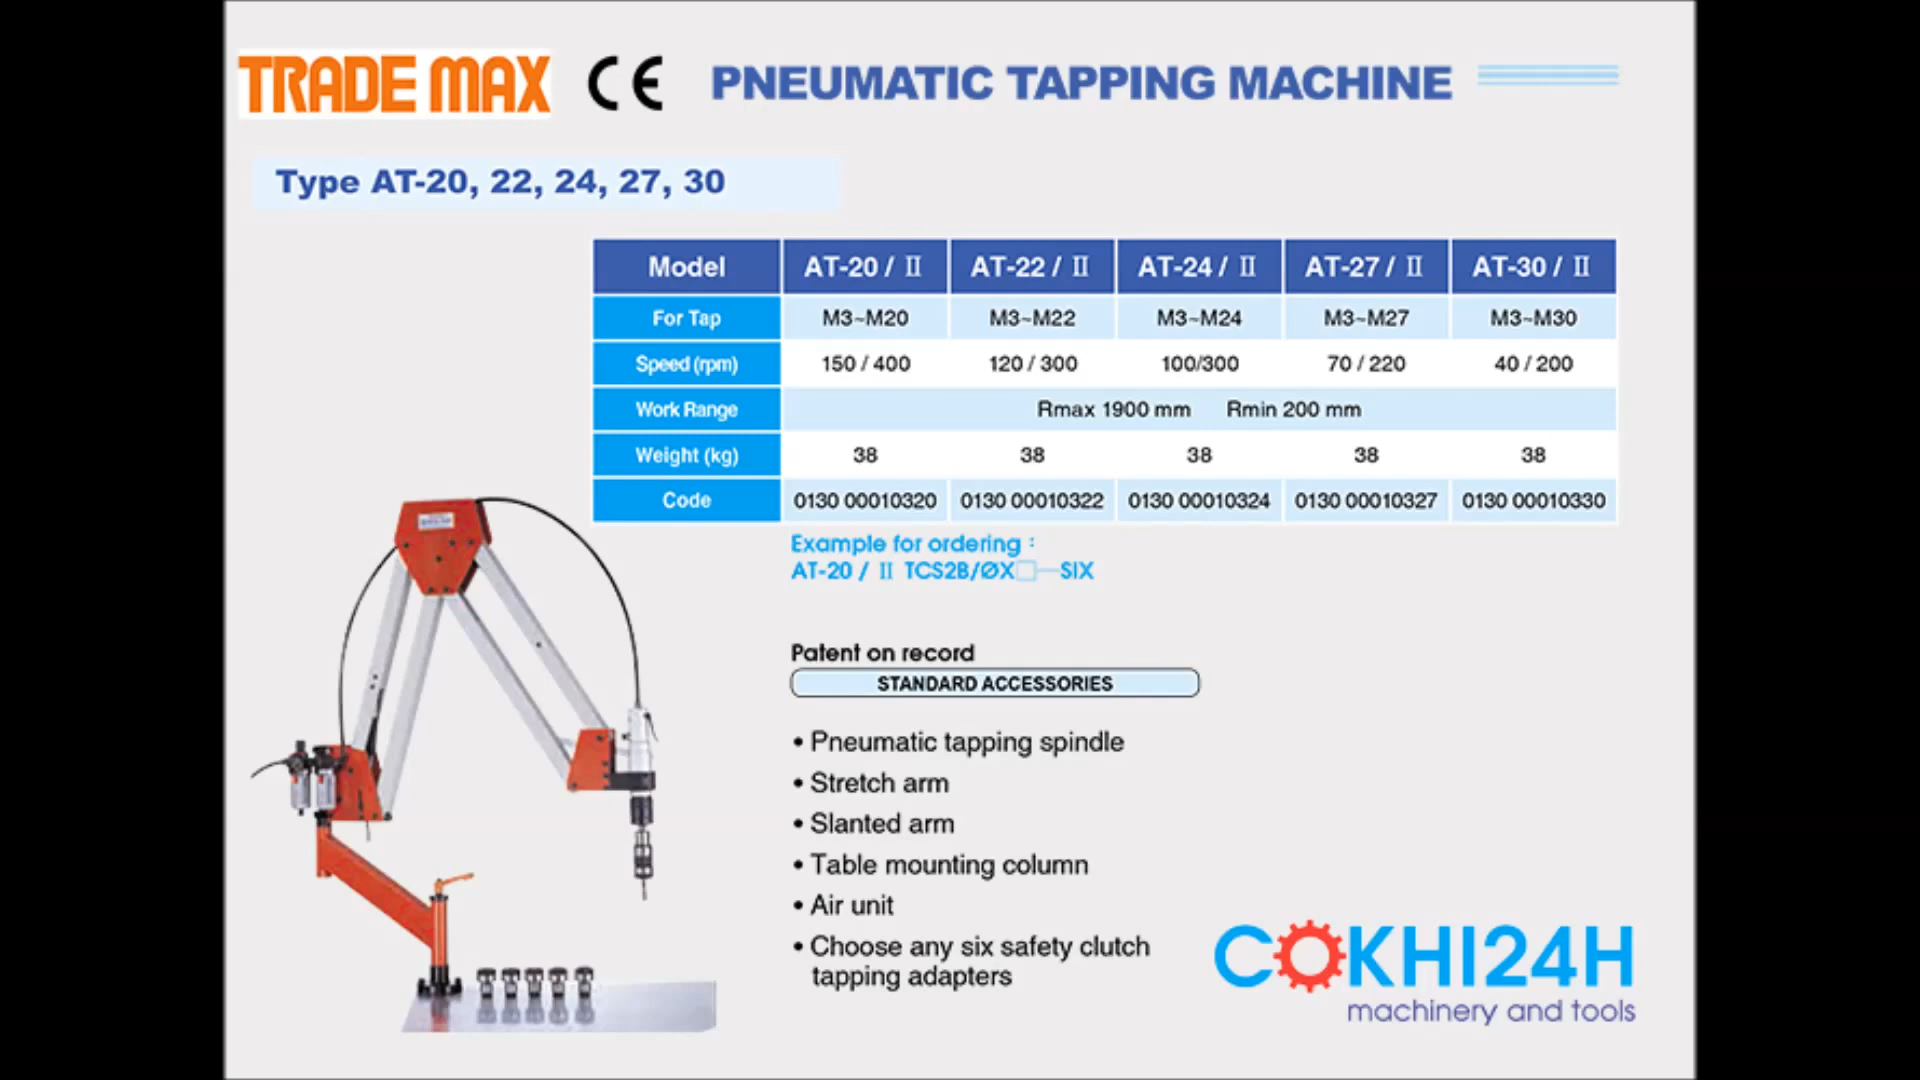 TRADE MAX CE PNEUMATIC TAPPING MACHINE
Type AT-20, 22, 24, 27, 30
Model AT-20 / II AT-22 / II AT-24 / II AT-27 / II AT-30 / II
For Tap M3~M20 M3~M22 M3~M24 M3~M27 M3~M30
Speed (rpm) 150 / 400 120 / 300 100/300 70 / 220 40 / 200
Work Range Rmax 1900 mm Rmin 200 mm
Weight (kg) 38 38 38 38 38
Code 0130 00010320 0130 00010322 0130 00010324 0130 00010327 0130 00010330
Example for ordering :
AT-20 / II TCS2B/ØX□—SIX
Patent on record
STANDARD ACCESSORIES
• Pneumatic tapping spindle
• Stretch arm
• Slanted arm
• Table mounting column
• Air unit
• Choose any six safety clutch
tapping adapters
COKHI24H
machinery and tools